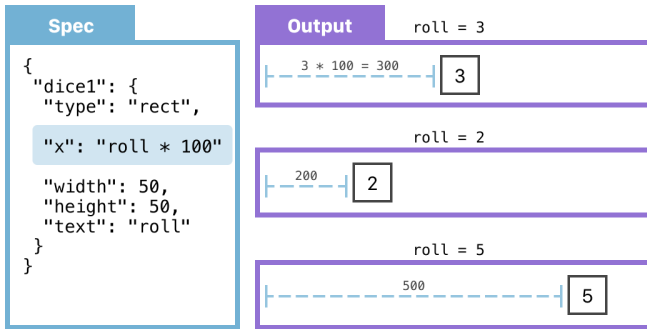 Spec
{
"dice1": {
"type": "rect",
"x": "roll * 100"
"width": 50,
"height": 50,
"text": "roll"
}
}
Output
roll = 3
3 * 100 = 300
3
roll = 2
200
2
roll = 5
500
5